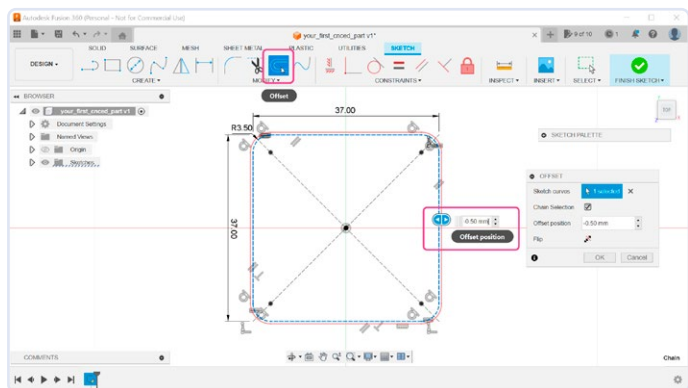 Autodesk Fusion 360 (Personal - Not for Commercial Use)
your_first_cnced_part v1*
9 of 10
1
DESIGN
SOLID SURFACE MESH SHEET METAL PLASTIC UTILITIES SKETCH
CREATE MODIFY CONSTRAINTS INSPECT INSERT SELECT FINISH SKETCH
Offset
BROWSER
your_first_cnced_part v1
Document Settings
Named Views
Origin
Sketches
TOP
SKETCH PALETTE
37.00
R3.50
37.00
-0.50 mm
Offset position
OFFSET
Sketch curves 1 selected
Chain Selection
Offset position -0.50 mm
Flip
OK Cancel
COMMENTS
Chain